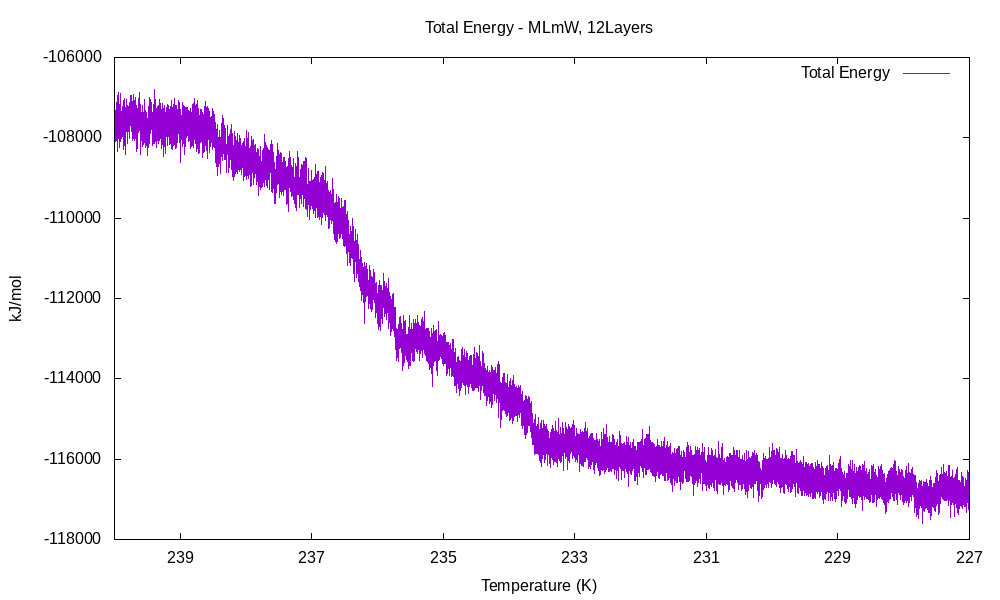 Total Energy - MLmW, 12Layers
Total Energy
-106000
-108000
-110000
-112000
-114000
-116000
-118000
kJ/mol
239 237 235 233 231 229 227
Temperature (K)